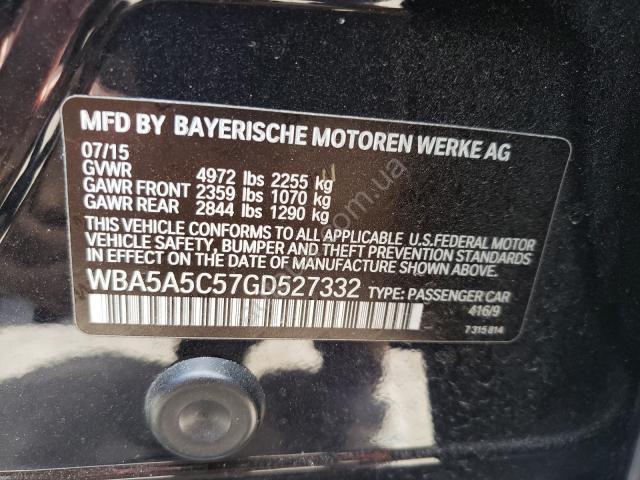 MFD BY BAYERISCHE MOTOREN WERKE AG
07/15
GVWR 4972 lbs 2255 kg
GAWR FRONT 2359 lbs 1070 kg
GAWR REAR 2844 lbs 1290 kg
THIS VEHICLE CONFORMS TO ALL APPLICABLE U.S.FEDERAL MOTOR
VEHICLE SAFETY, BUMPER AND THEFT PREVENTION STANDARDS
IN EFFECT ON THE DATE OF MANUFACTURE SHOWN ABOVE.
WBA5A5C57GD527332 TYPE: PASSENGER CAR
416/9
7 315 814